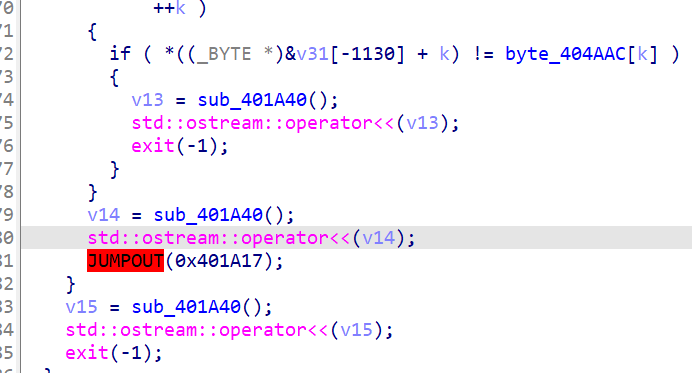 70 ++k )
71 {
72 if ( *((_BYTE *)&v31[-1130] + k) != byte_404AAC[k] )
73 {
74 v13 = sub_401A40();
75 std::ostream::operator<<(v13);
76 exit(-1);
77 }
78 }
79 v14 = sub_401A40();
80 std::ostream::operator<<(v14);
81 JUMPOUT(0x401A17);
82 }
83 v15 = sub_401A40();
84 std::ostream::operator<<(v15);
85 exit(-1);